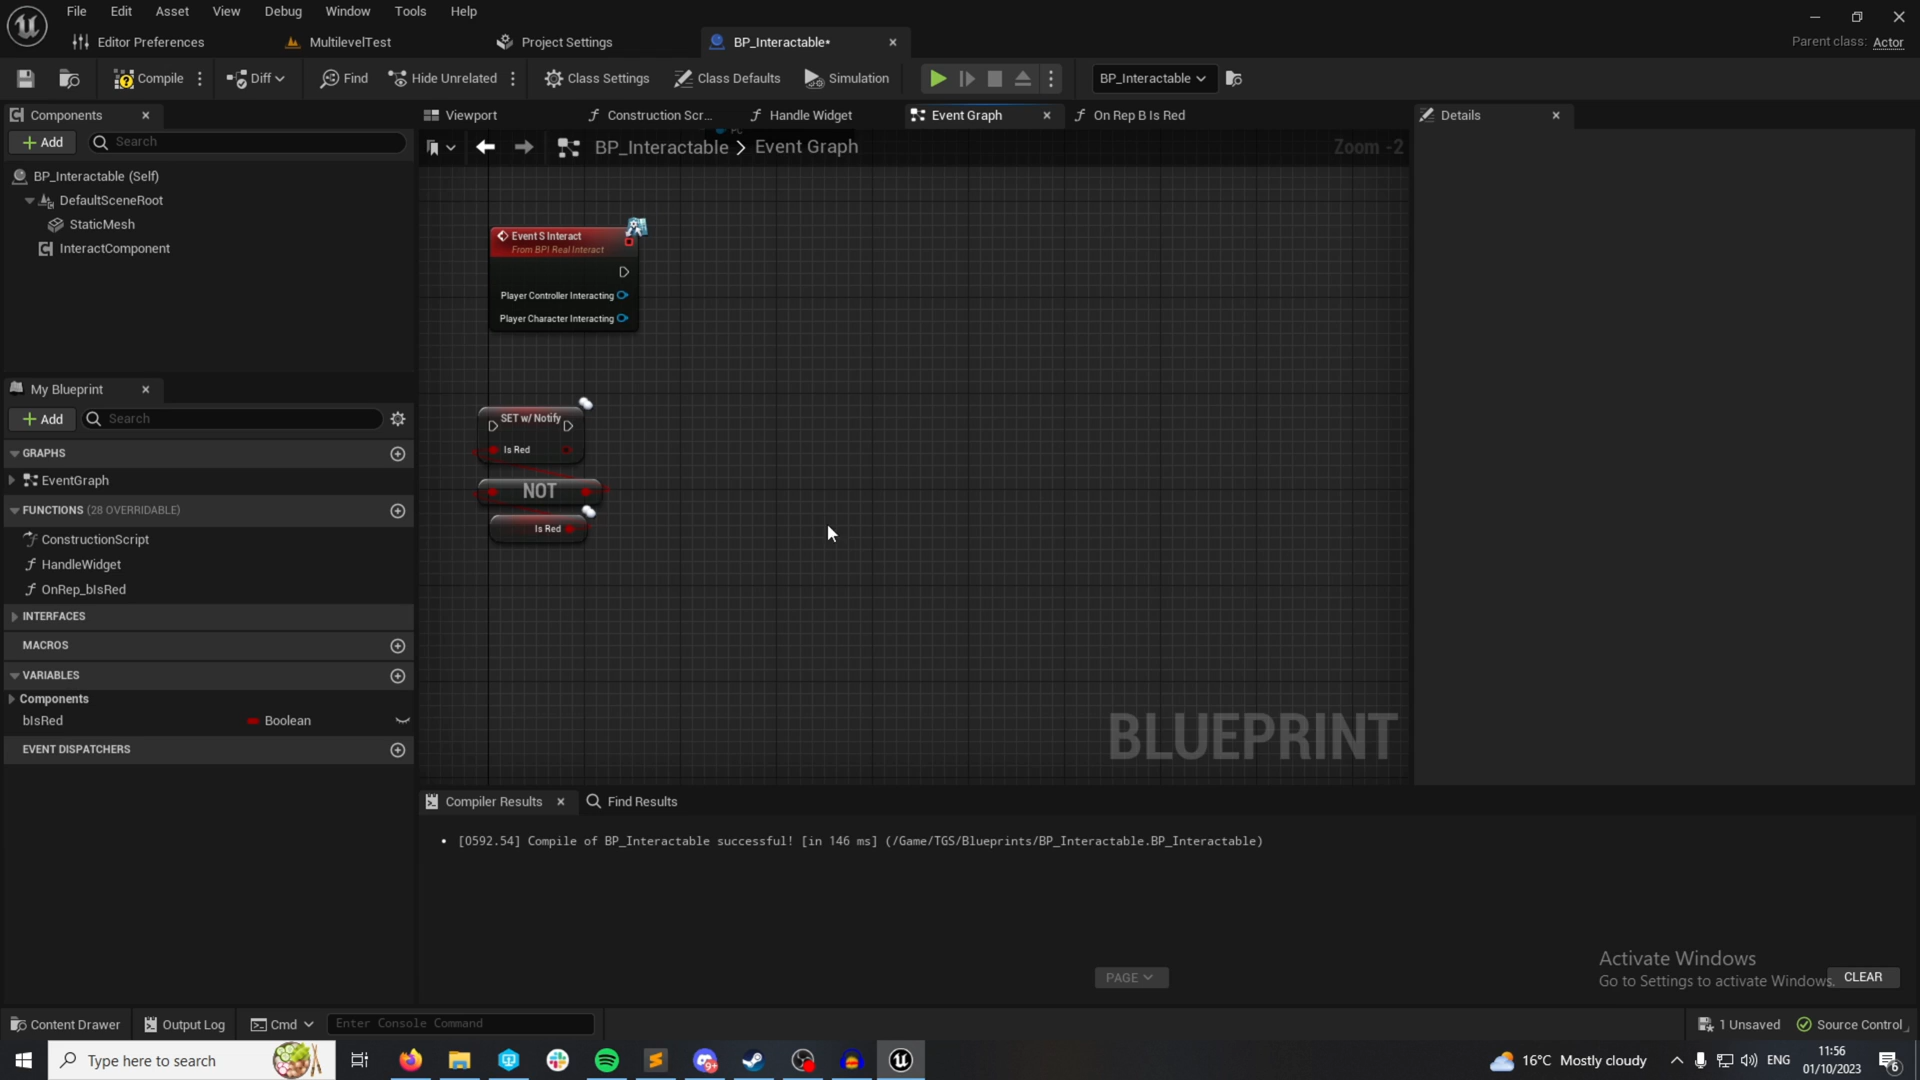 File Edit Asset View Debug Window Tools Help
Editor Preferences MultilevelTest Project Settings BP_Interactable* Parent class: Actor
Compile Diff Find Hide Unrelated Class Settings Class Defaults Simulation BP_Interactable
Components
Add Search
BP_Interactable (Self)
DefaultSceneRoot
StaticMesh
InteractComponent
My Blueprint
Add Search
GRAPHS
EventGraph
FUNCTIONS (28 OVERRIDABLE)
ConstructionScript
HandleWidget
OnRep_bIsRed
INTERFACES
MACROS
VARIABLES
Components
bIsRed Boolean
EVENT DISPATCHERS
Viewport Construction Scr... Handle Widget Event Graph On Rep B Is Red
BP_Interactable > Event Graph Zoom -2
Event S Interact
From BPI Real Interact
Player Controller Interacting
Player Character Interacting
SET w/ Notify
Is Red
NOT
Is Red
BLUEPRINT
Details
Compiler Results Find Results
[0592.54] Compile of BP_Interactable successful! [in 146 ms] (/Game/TGS/Blueprints/BP_Interactable.BP_Interactable)
PAGE
Activate Windows
Go to Settings to activate Windows.
CLEAR
Content Drawer Output Log Cmd Enter Console Command 1 Unsaved Source Control
Type here to search 16°C Mostly cloudy ENG 11:56
01/10/2023
6